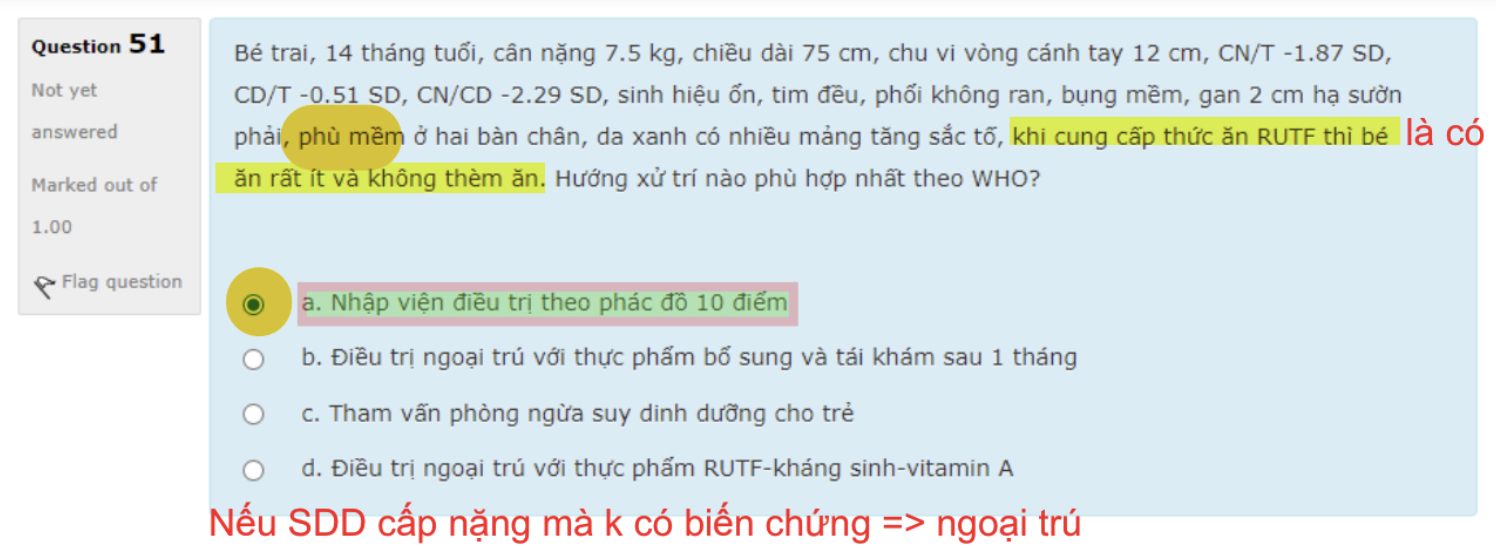 Question 51
Not yet
answered
Marked out of
1.00
Flag question
Bé trai, 14 tháng tuổi, cân nặng 7.5 kg, chiều dài 75 cm, chu vi vòng cánh tay 12 cm, CN/T -1.87 SD,
CD/T -0.51 SD, CN/CD -2.29 SD, sinh hiệu ổn, tim đều, phổi không ran, bụng mềm, gan 2 cm hạ sườn
phải, phù mềm ở hai bàn chân, da xanh có nhiều mảng tăng sắc tố, khi cung cấp thức ăn RUTF thì bé là có
ăn rất ít và không thèm ăn. Hướng xử trí nào phù hợp nhất theo WHO?
a. Nhập viện điều trị theo phác đồ 10 điểm
b. Điều trị ngoại trú với thực phẩm bổ sung và tái khám sau 1 tháng
c. Tham vấn phòng ngừa suy dinh dưỡng cho trẻ
d. Điều trị ngoại trú với thực phẩm RUTF-kháng sinh-vitamin A
Nếu SDD cấp nặng mà k có biến chứng => ngoại trú